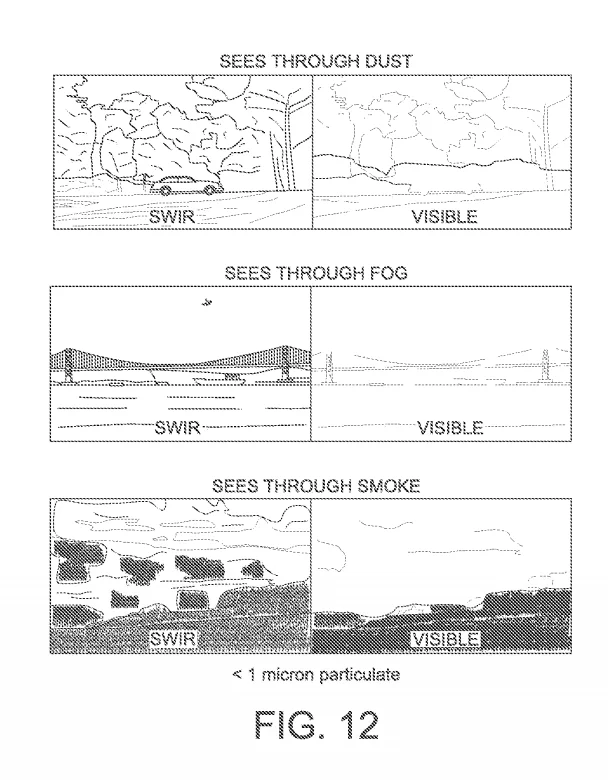 SEES THROUGH DUST
SWIR
VISIBLE
SEES THROUGH FOG
SWIR
VISIBLE
SEES THROUGH SMOKE
SWIR
VISIBLE
< 1 micron particulate
FIG. 12